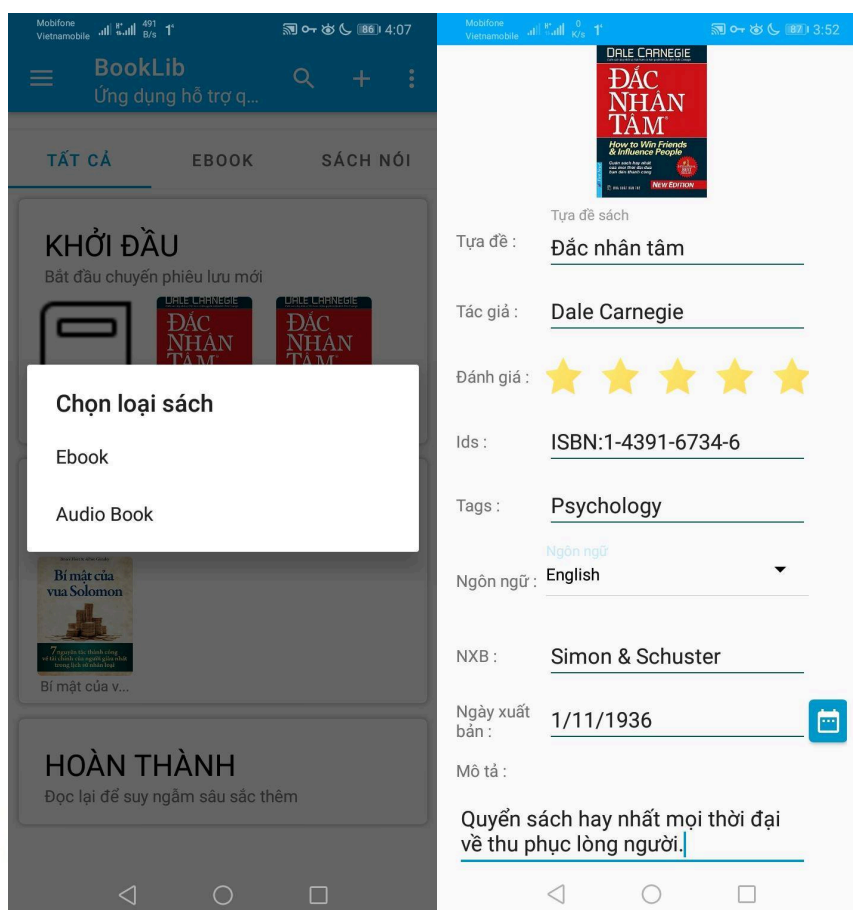 Mobifone
Vietnamobile
491
B/s
86
4:07
BookLib
Ứng dụng hỗ trợ q...
TẤT CẢ
EBOOK
SÁCH NÓI
KHỞI ĐẦU
Bắt đầu chuyến phiêu lưu mới
DALE CARNEGIE
ĐẮC
NHÂN
TÂM
DALE CARNEGIE
ĐẮC
NHÂN
TÂM
Chọn loại sách
Ebook
Audio Book
Bí mật của
vua Solomon
7 nguyên tắc thành công
Bí mật của v...
HOÀN THÀNH
Đọc lại để suy ngẫm sâu sắc thêm
Mobifone
Vietnamobile
0
K/s
87
3:52
DALE CARNEGIE
ĐẮC
NHÂN
TÂM
How to Win Friends
& Influence People
NEW EDITION
Tựa đề sách
Tựa đề : Đắc nhân tâm
Tác giả : Dale Carnegie
Đánh giá :
Ids : ISBN:1-4391-6734-6
Tags : Psychology
Ngôn ngữ
Ngôn ngữ : English
NXB : Simon & Schuster
Ngày xuất
bản : 1/11/1936
Mô tả :
Quyển sách hay nhất mọi thời đại
về thu phục lòng người.